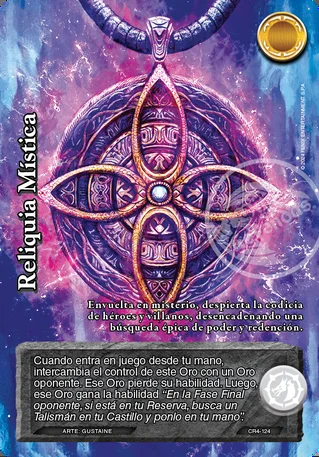 Reliquia Mística
Envuelta en misterio, despierta la codicia
de héroes y villanos, desencadenando una
búsqueda épica de poder y redención.
Cuando entra en juego desde tu mano,
intercambia el control de este Oro con un Oro
oponente. Ese Oro pierde su habilidad. Luego,
ese Oro gana la habilidad “En la Fase Final
oponente, si está en tu Reserva, busca un
Talismán en tu Castillo y ponlo en tu mano”.
ARTE: GUSTAINE
CR4-124